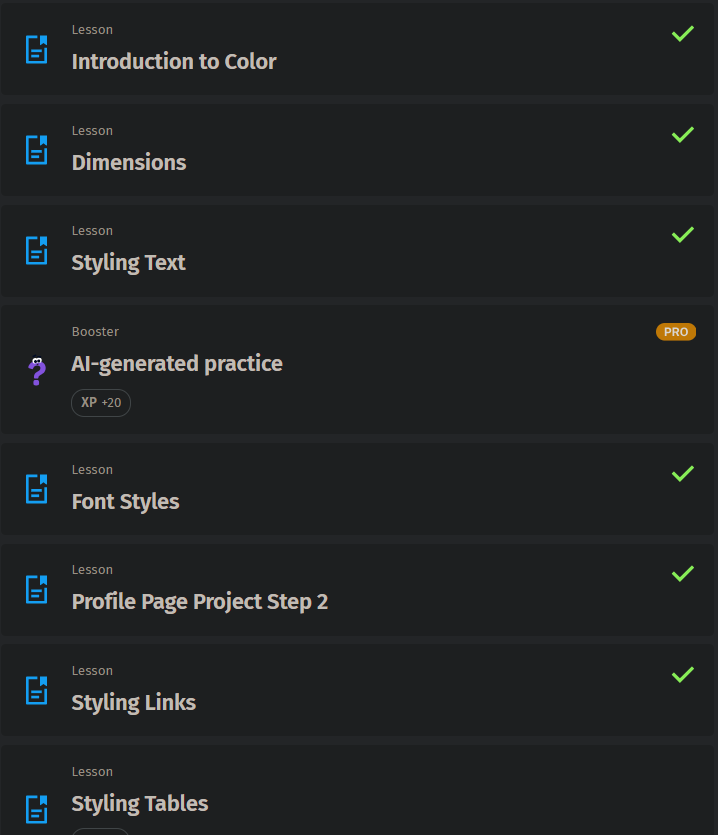 Lesson
Introduction to Color
Lesson
Dimensions
Lesson
Styling Text
Booster
PRO
AI-generated practice
XP +20
Lesson
Font Styles
Lesson
Profile Page Project Step 2
Lesson
Styling Links
Lesson
Styling Tables